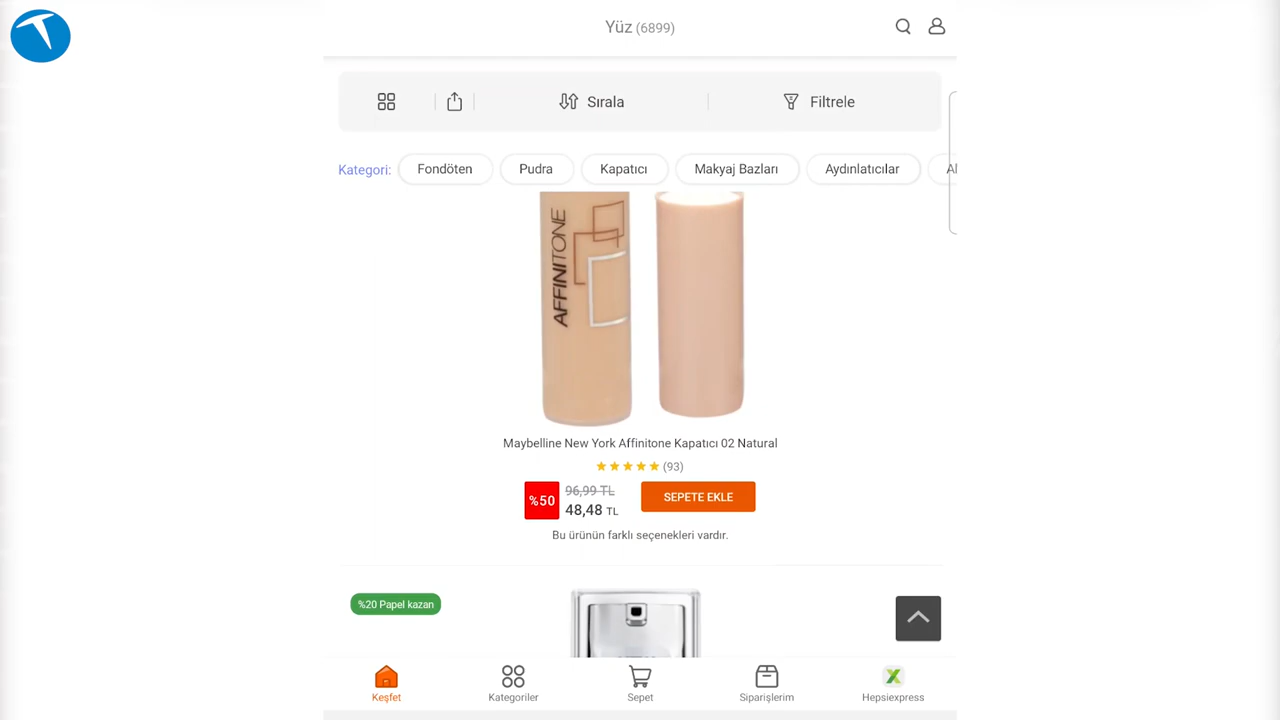 Yüz (6899)
Sırala
Filtrele
Kategori:
Fondöten
Pudra
Kapatıcı
Makyaj Bazları
Aydınlatıcılar
AFFINITONE
Maybelline New York Affinitone Kapatıcı 02 Natural
(93)
%50
96,99 TL
48,48 TL
SEPETE EKLE
Bu ürünün farklı seçenekleri vardır.
%20 Papel kazan
Keşfet
Kategoriler
Sepet
Siparişlerim
Hepsiexpress